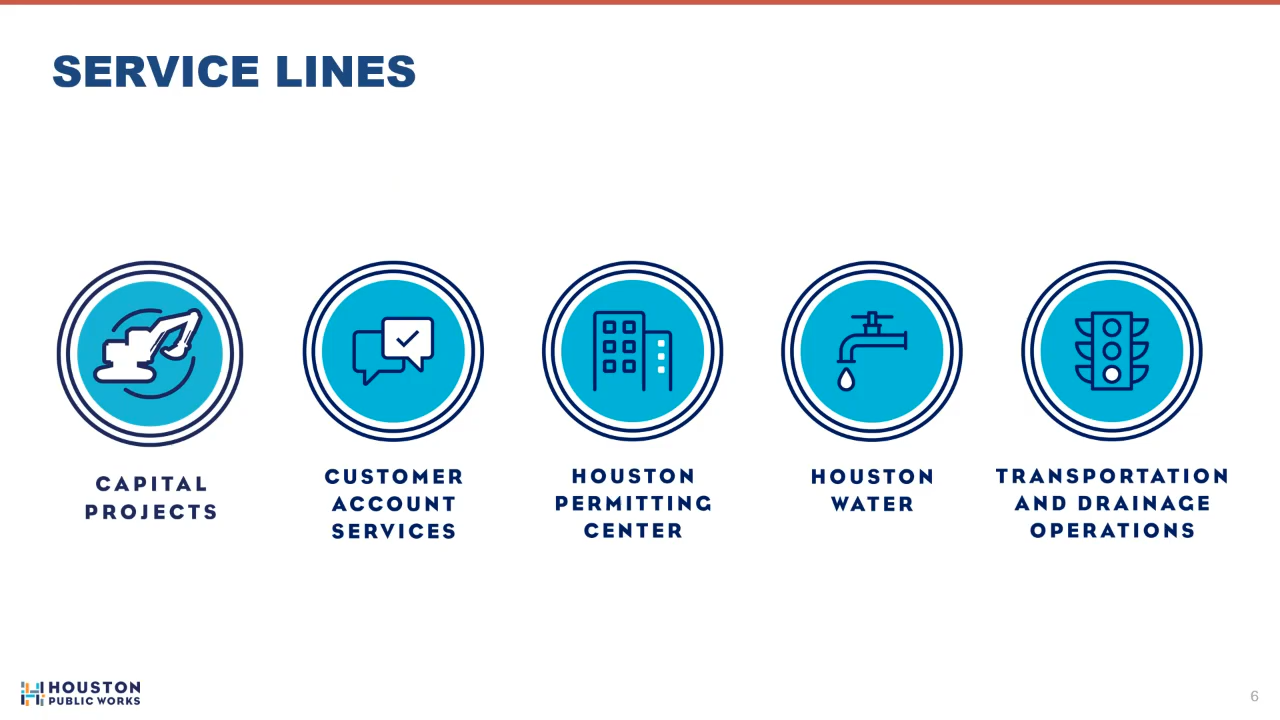 SERVICE LINES
CAPITAL
PROJECTS
CUSTOMER
ACCOUNT
SERVICES
HOUSTON
PERMITTING
CENTER
HOUSTON
WATER
TRANSPORTATION
AND DRAINAGE
OPERATIONS
HOUSTON
PUBLIC WORKS
6